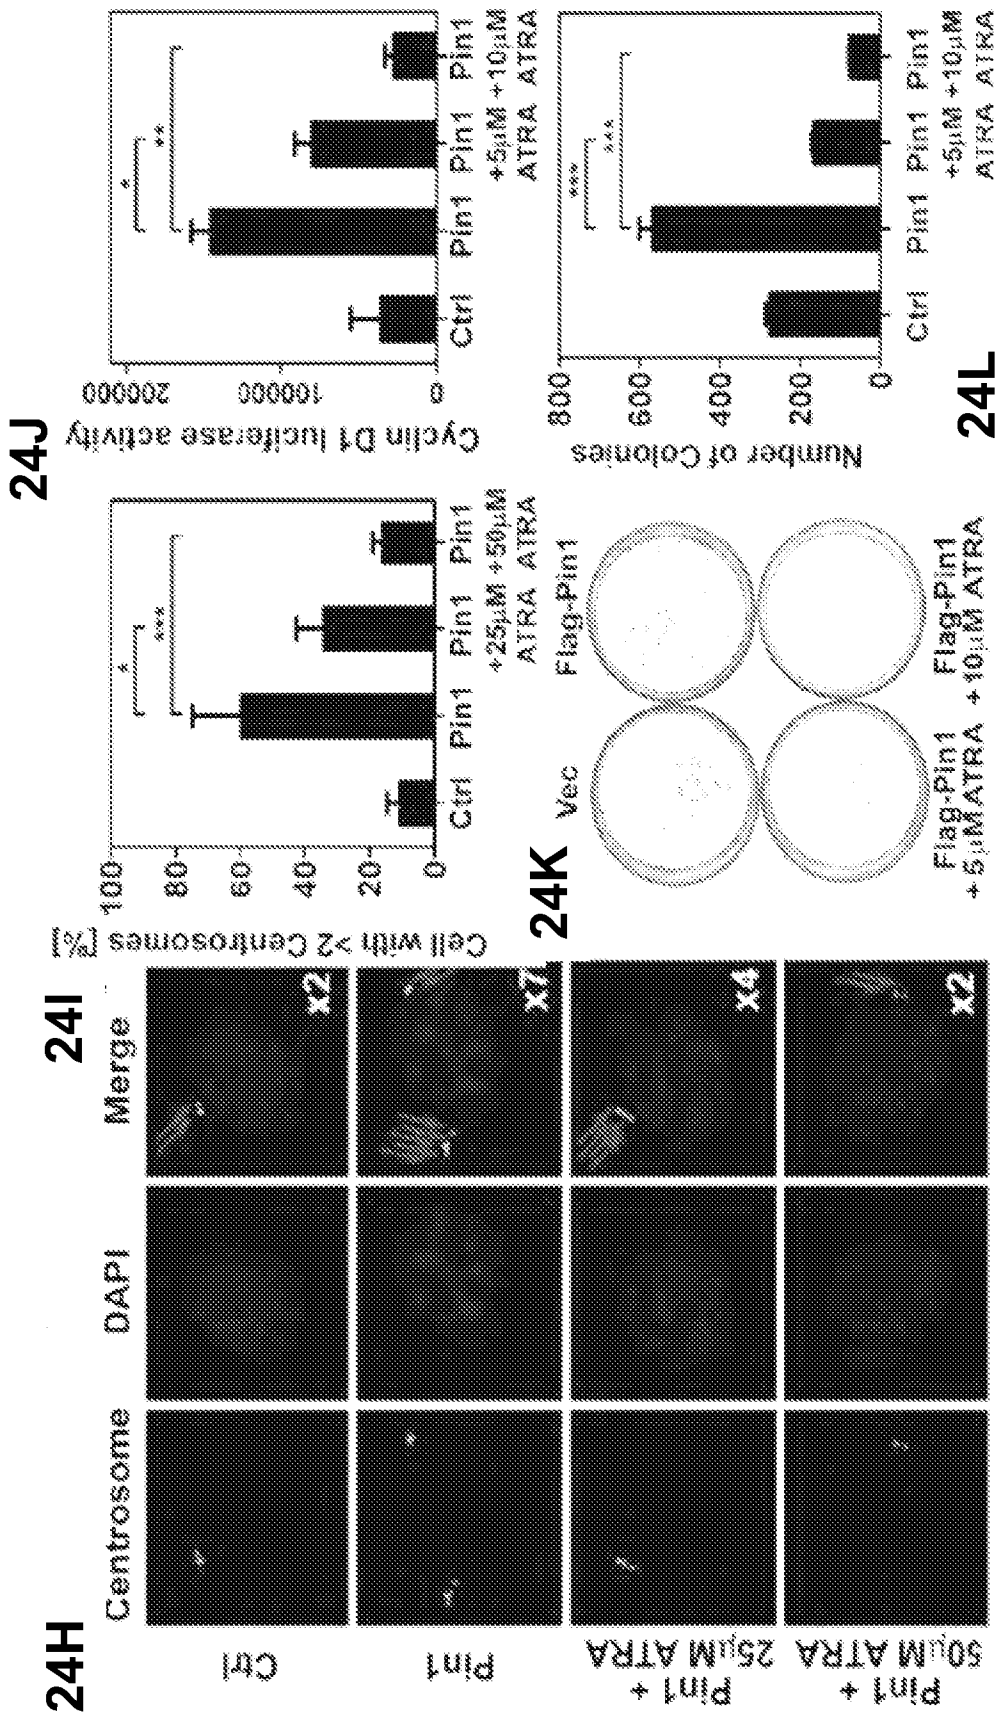 24H
Centrosome
DAPI
Merge
Ctrl
x2
Pin1
x7
Pin1 +
25µM ATRA
x4
Pin1 +
50µM ATRA
x2
24I
Cell with >2 Centrosomes [%]
100
80
60
40
20
0
*
***
Ctrl
Pin1
Pin1
Pin1
+25µM +50µM
ATRA ATRA
24J
Cyclin D1 luciferase activity
200000
100000
0
*
**
Ctrl
Pin1
Pin1
Pin1
+5µM +10µM
ATRA ATRA
24K
Vec
Flag-Pin1
Flag-Pin1
+5µM ATRA
Flag-Pin1
+10µM ATRA
24L
Number of Colonies
800
600
400
200
0
***
***
Ctrl
Pin1
Pin1
Pin1
+5µM +10µM
ATRA ATRA